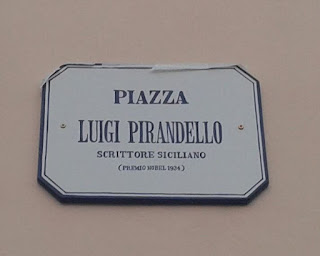 PIAZZA
LUIGI PIRANDELLO
SCRITTORE SICILIANO
(PREMIO NOBEL 1934)